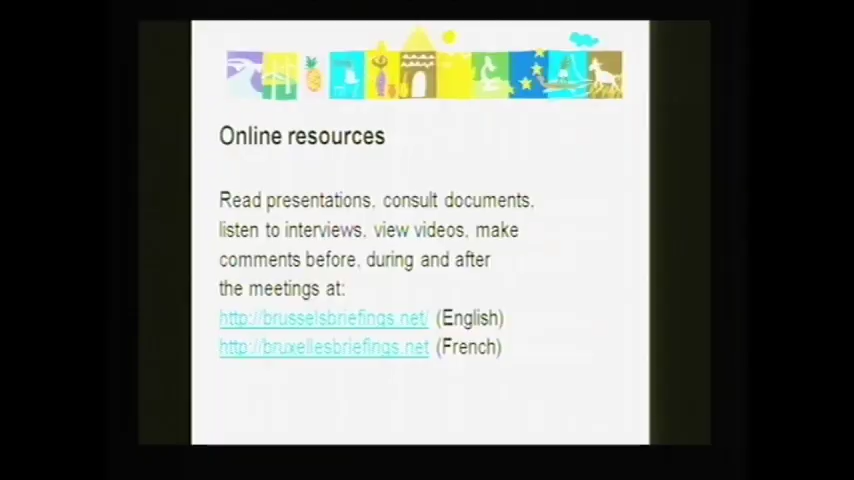 Online resources
Read presentations, consult documents,
listen to interviews, view videos, make
comments before, during and after
the meetings at:
http://brusselsbriefings.net/ (English)
http://bruxellesbriefings.net (French)